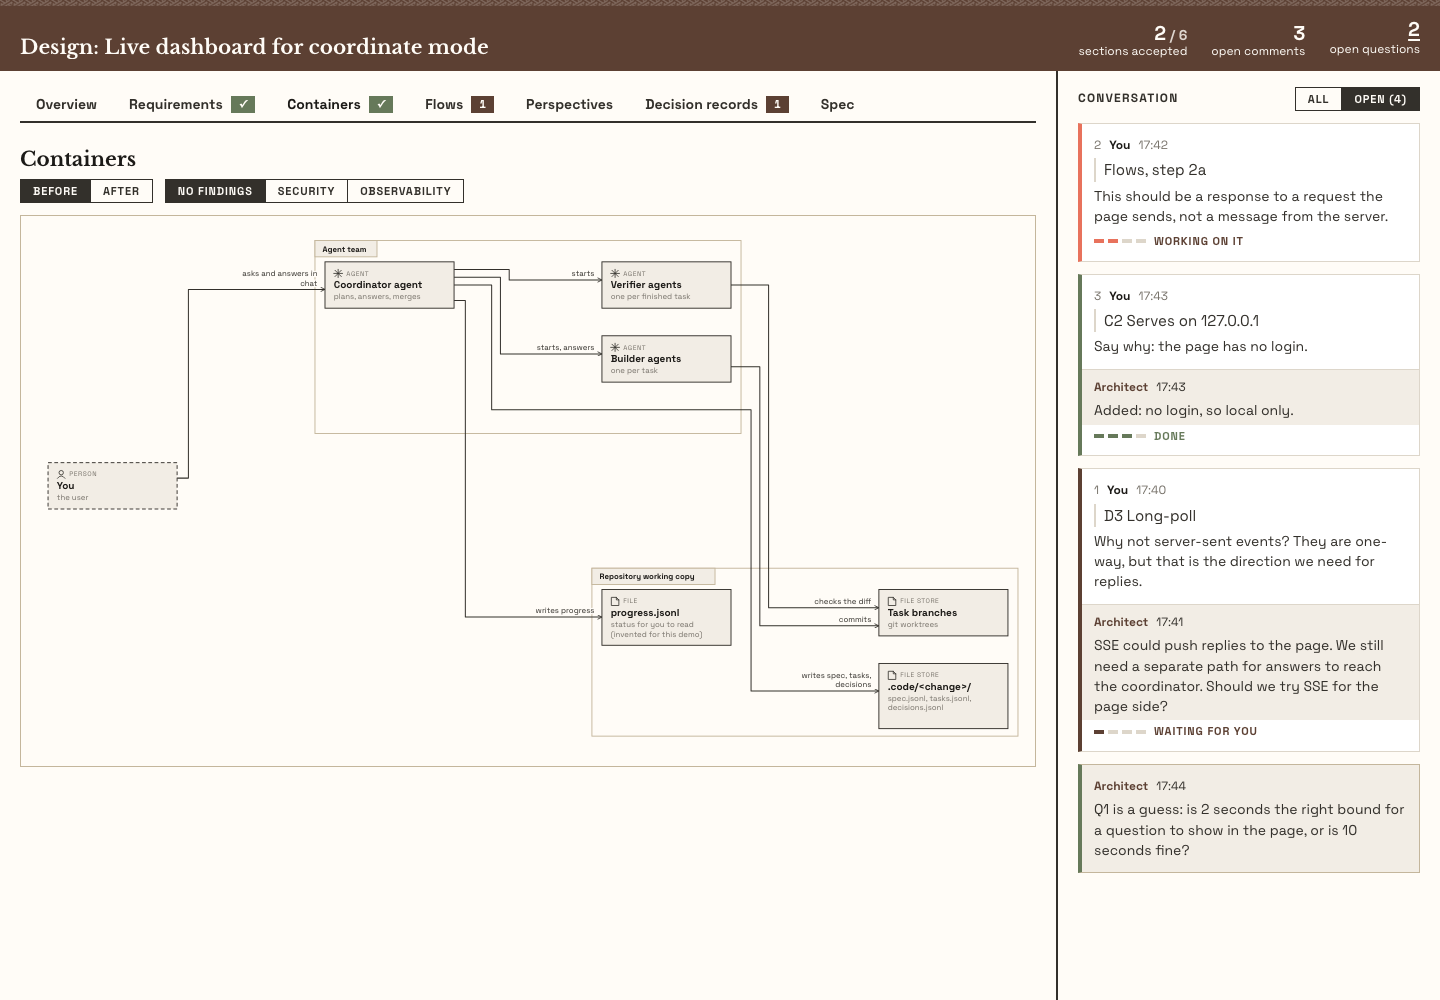 Design: Live dashboard for coordinate mode
2 / 6
sections accepted
3
open comments
2
open questions
Overview
Requirements ✓
Containers ✓
Flows 1
Perspectives
Decision records 1
Spec
Containers
BEFORE
AFTER
NO FINDINGS
SECURITY
OBSERVABILITY
Agent team
asks and answers in
chat
AGENT
Coordinator agent
plans, answers, merges
starts
AGENT
Verifier agents
one per finished task
starts, answers
AGENT
Builder agents
one per task
PERSON
You
the user
Repository working copy
writes progress
FILE
progress.jsonl
status for you to read
(invented for this demo)
checks the diff
commits
FILE STORE
Task branches
git worktrees
writes spec, tasks,
decisions
FILE STORE
.code/<change>/
spec.jsonl, tasks.jsonl,
decisions.jsonl
CONVERSATION
ALL
OPEN (4)
2 You 17:42
Flows, step 2a
This should be a response to a request the
page sends, not a message from the server.
WORKING ON IT
3 You 17:43
C2 Serves on 127.0.0.1
Say why: the page has no login.
Architect 17:43
Added: no login, so local only.
DONE
1 You 17:40
D3 Long-poll
Why not server-sent events? They are one-
way, but that is the direction we need for
replies.
Architect 17:41
SSE could push replies to the page. We still
need a separate path for answers to reach
the coordinator. Should we try SSE for the
page side?
WAITING FOR YOU
Architect 17:44
Q1 is a guess: is 2 seconds the right bound for
a question to show in the page, or is 10
seconds fine?